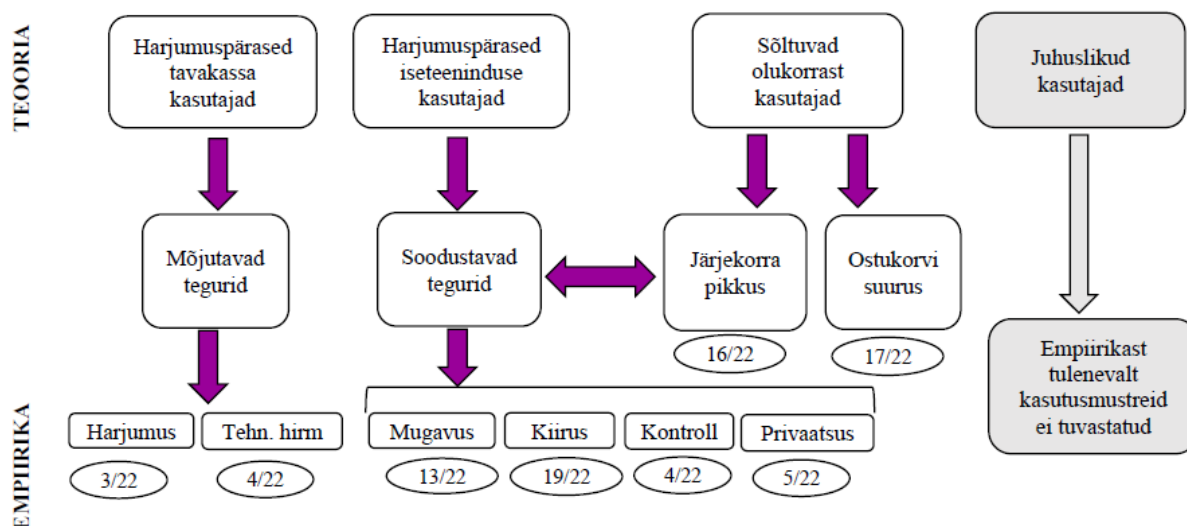 TEOORIA
Harjumuspärased
tavakassa
kasutajad
Harjumuspärased
iseteeninduse
kasutajad
Sõltuvad
olukorrast
kasutajad
Juhuslikud
kasutajad
Mõjutavad
tegurid
Soodustavad
tegurid
Järjekorra
pikkus
Ostukorvi
suurus
16/22
17/22
Empiirikast
tulenevalt
kasutusmustreid
ei tuvastatud
EMPIIRIKA
Harjumus
Tehn. hirm
Mugavus
Kiirus
Kontroll
Privaatsus
3/22
4/22
13/22
19/22
4/22
5/22